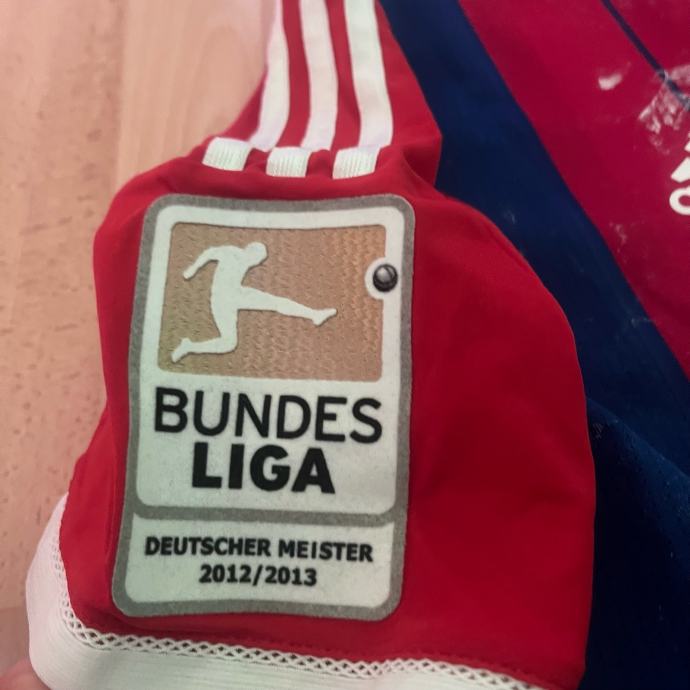 BUNDES
LIGA
DEUTSCHER MEISTER
2012/2013